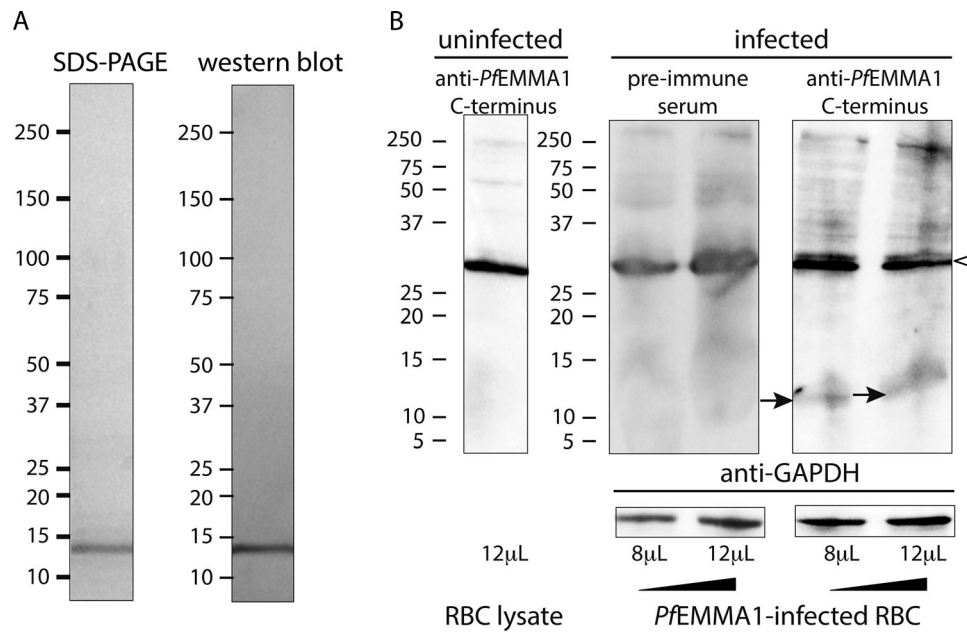 A
SDS-PAGE
250
150
100
75
50
37
25
20
15
10
western blot
250
150
100
75
50
37
25
20
15
10
B
uninfected
anti-PfEMMA1
C-terminus
250
75
50
37
25
20
15
10
5
infected
pre-immune
serum
250
75
50
37
25
20
15
10
5
anti-PfEMMA1
C-terminus
<
anti-GAPDH
12μL
8μL 12μL
8μL 12μL
RBC lysate
PfEMMA1-infected RBC